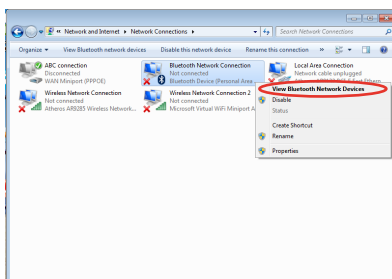 Network and Internet ▸ Network Connections ▸
Search Network Connections
Organize ▾ View Bluetooth network devices Disable this network device Rename this connection »
ABC connection
Disconnected
WAN Miniport (PPPOE)
Bluetooth Network Connection
Not connected
Bluetooth Device (Personal Area...
Local Area Connection
Network cable unplugged
Wireless Network Connection
Not connected
Atheros AR9285 Wireless Network...
Wireless Network Connection 2
Not connected
Microsoft Virtual WiFi Miniport A
View Bluetooth Network Devices
Disable
Status
Create Shortcut
Rename
Properties